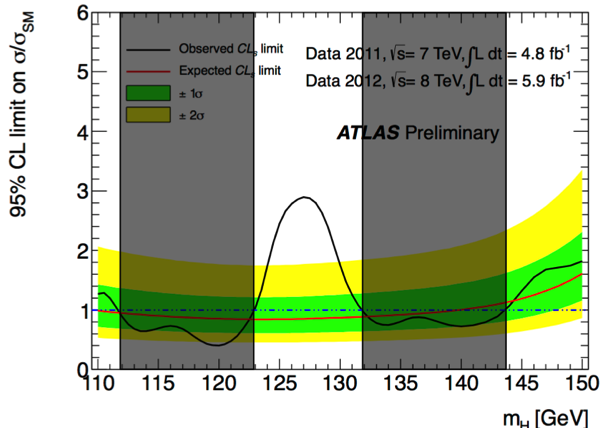 95% CL limit on σ/σSM
6
5
4
3
2
1
0
Observed CLs limit
Expected CLs limit
± 1σ
± 2σ
Data 2011, √s= 7 TeV,∫L dt = 4.8 fb-1
Data 2012, √s= 8 TeV,∫L dt = 5.9 fb-1
ATLAS Preliminary
110 115 120 125 130 135 140 145 150
mH [GeV]